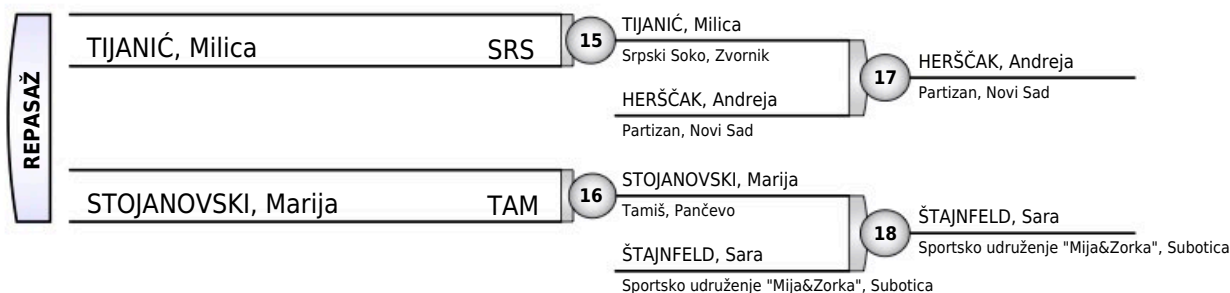 REPASAŽ
TIJANIĆ, Milica SRS
15
TIJANIĆ, Milica
Srpski Soko, Zvornik
HERŠČAK, Andreja
Partizan, Novi Sad
17
HERŠČAK, Andreja
Partizan, Novi Sad
STOJANOVSKI, Marija TAM
16
STOJANOVSKI, Marija
Tamiš, Pančevo
ŠTAJNFELD, Sara
Sportsko udruženje "Mija&Zorka", Subotica
18
ŠTAJNFELD, Sara
Sportsko udruženje "Mija&Zorka", Subotica